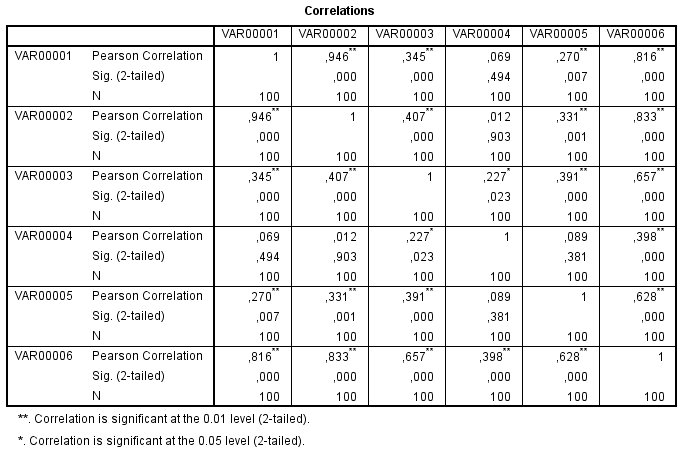 Correlations
VAR00001 VAR00002 VAR00003 VAR00004 VAR00005 VAR00006
VAR00001 Pearson Correlation 1 ,946** ,345** ,069 ,270** ,816**
Sig. (2-tailed) ,000 ,000 ,494 ,007 ,000
N 100 100 100 100 100 100
VAR00002 Pearson Correlation ,946** 1 ,407** ,012 ,331** ,833**
Sig. (2-tailed) ,000 ,000 ,903 ,001 ,000
N 100 100 100 100 100 100
VAR00003 Pearson Correlation ,345** ,407** 1 ,227* ,391** ,657**
Sig. (2-tailed) ,000 ,000 ,023 ,000 ,000
N 100 100 100 100 100 100
VAR00004 Pearson Correlation ,069 ,012 ,227* 1 ,089 ,398**
Sig. (2-tailed) ,494 ,903 ,023 ,381 ,000
N 100 100 100 100 100 100
VAR00005 Pearson Correlation ,270** ,331** ,391** ,089 1 ,628**
Sig. (2-tailed) ,007 ,001 ,000 ,381 ,000
N 100 100 100 100 100 100
VAR00006 Pearson Correlation ,816** ,833** ,657** ,398** ,628** 1
Sig. (2-tailed) ,000 ,000 ,000 ,000 ,000
N 100 100 100 100 100 100
**. Correlation is significant at the 0.01 level (2-tailed).
*. Correlation is significant at the 0.05 level (2-tailed).